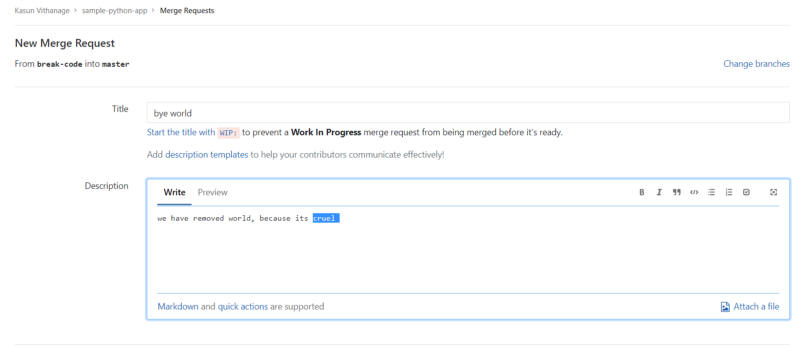 Kasun Vithanage > sample-python-app > Merge Requests
New Merge Request
From break-code into master
Change branches
Title
bye world
Start the title with WIP: to prevent a Work In Progress merge request from being merged before it's ready.
Add description templates to help your contributors communicate effectively!
Description
Write Preview
we have removed world, because its cruel
Markdown and quick actions are supported
Attach a file